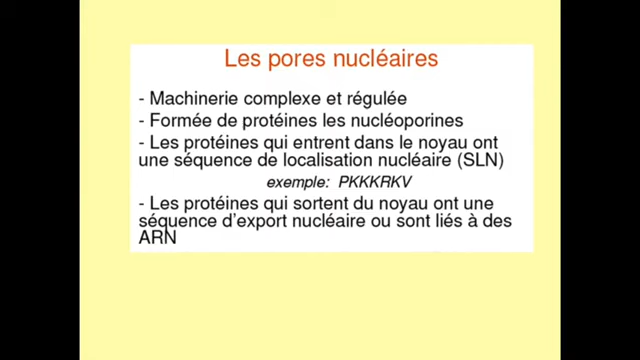 Les pores nucléaires
- Machinerie complexe et régulée
- Formée de protéines les nucléoporines
- Les protéines qui entrent dans le noyau ont
une séquence de localisation nucléaire (SLN)
exemple: PKKKRKV
- Les protéines qui sortent du noyau ont une
séquence d'export nucléaire ou sont liés à des
ARN